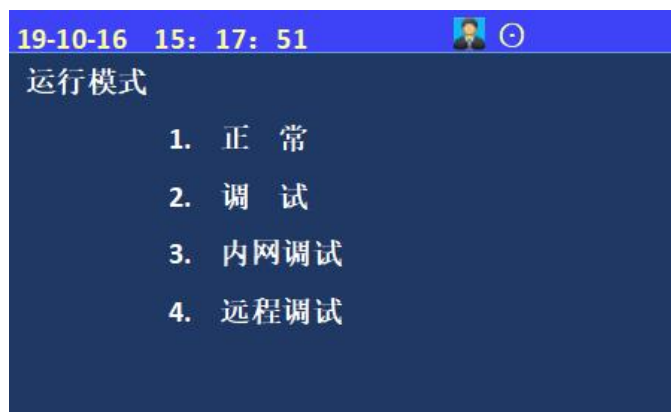 19-10-16 15：17：51
运行模式
1. 正 常
2. 调 试
3. 内网调试
4. 远程调试